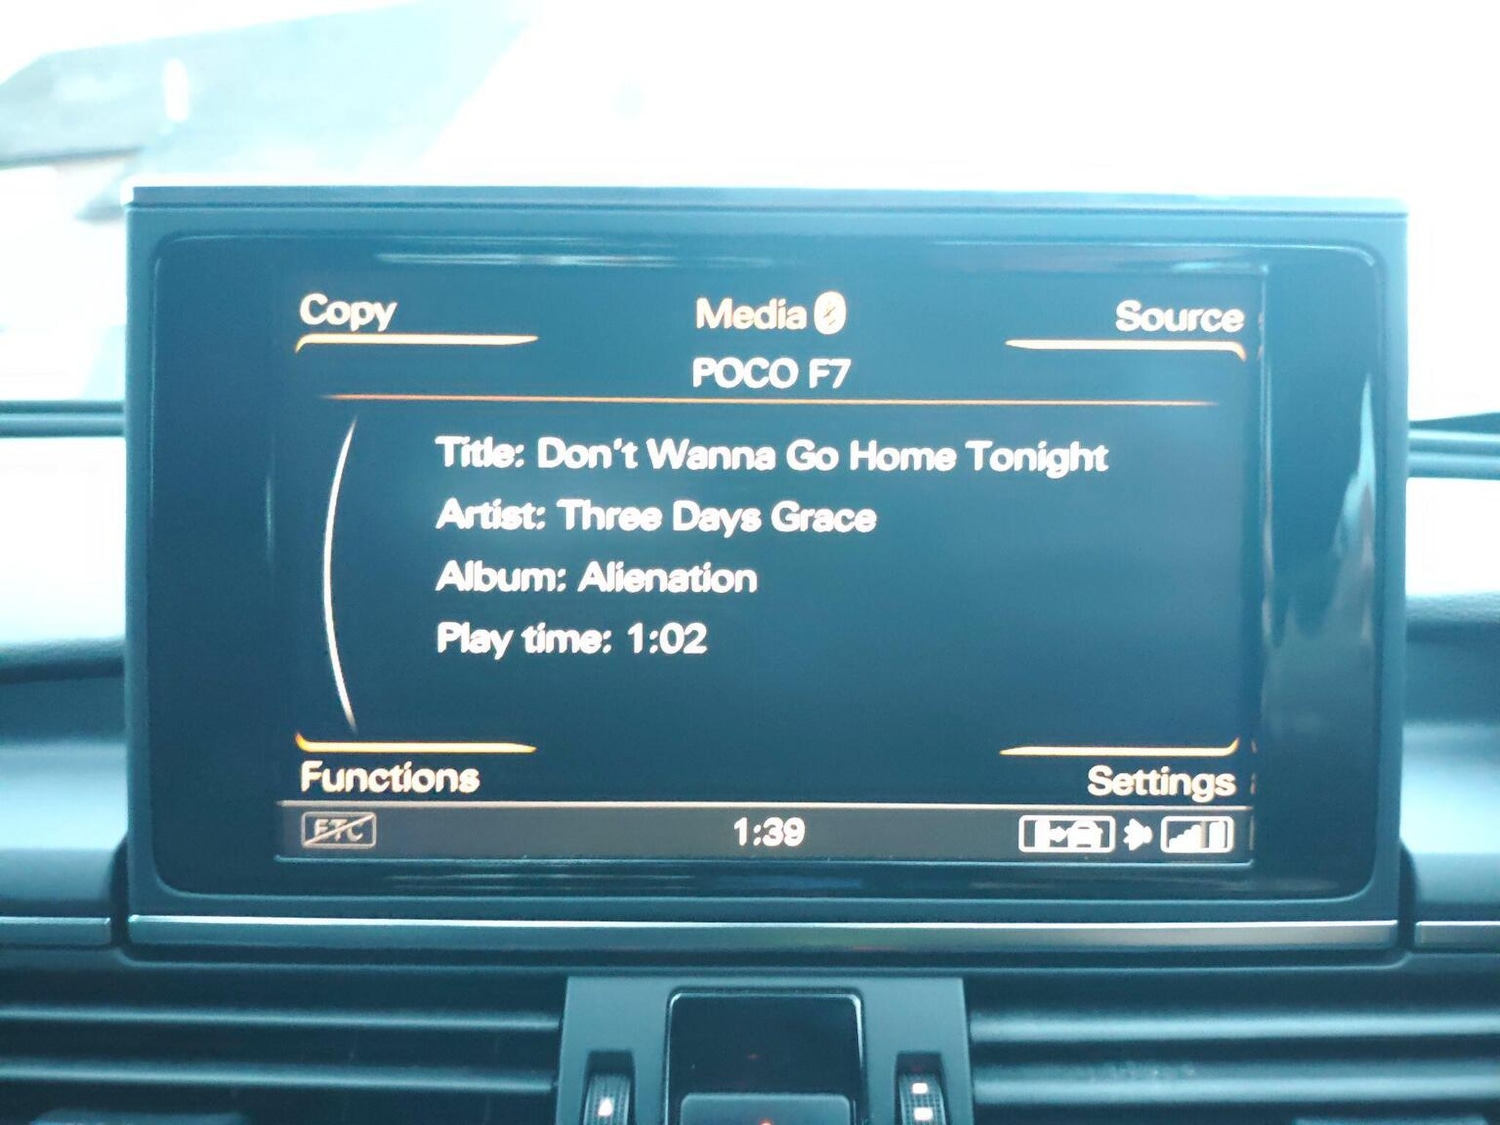 Copy Media Source
POCO F7
Title: Don't Wanna Go Home Tonight
Artist: Three Days Grace
Album: Alienation
Play time: 1:02
Functions Settings
ETC 1:39